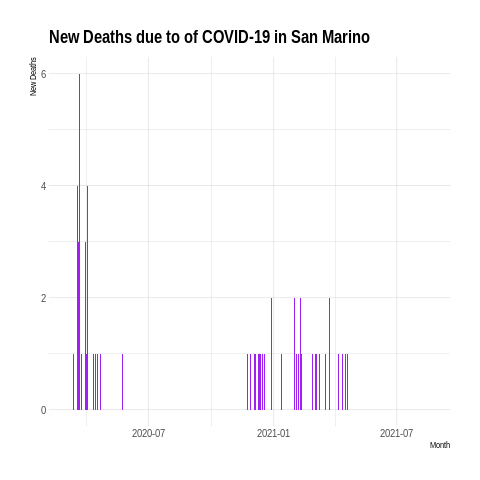 New Deaths due to of COVID-19 in San Marino
New Deaths
6
4
2
0
2020-07
2021-01
2021-07
Month